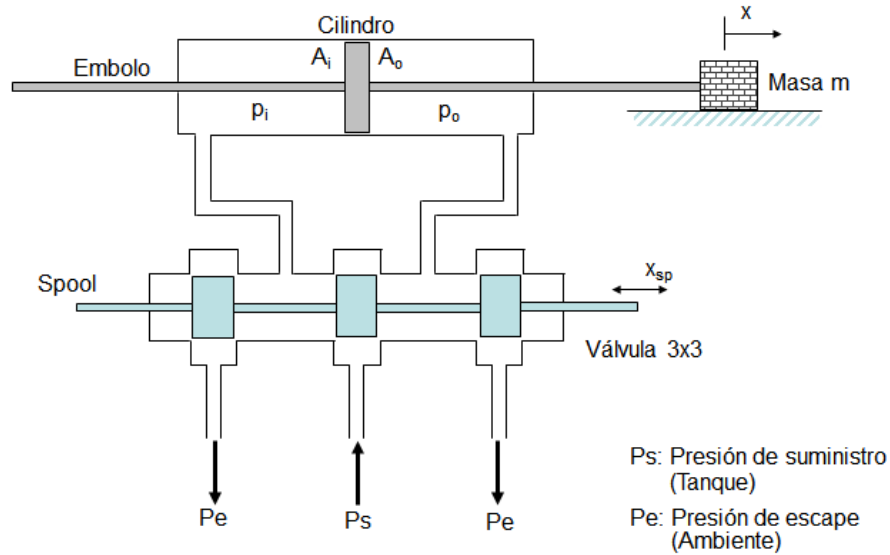 Cilindro
x
Embolo
Ai
Ao
Masa m
pi
po
Spool
xsp
Válvula 3x3
Ps: Presión de suministro
(Tanque)
Pe: Presión de escape
(Ambiente)
Pe
Ps
Pe